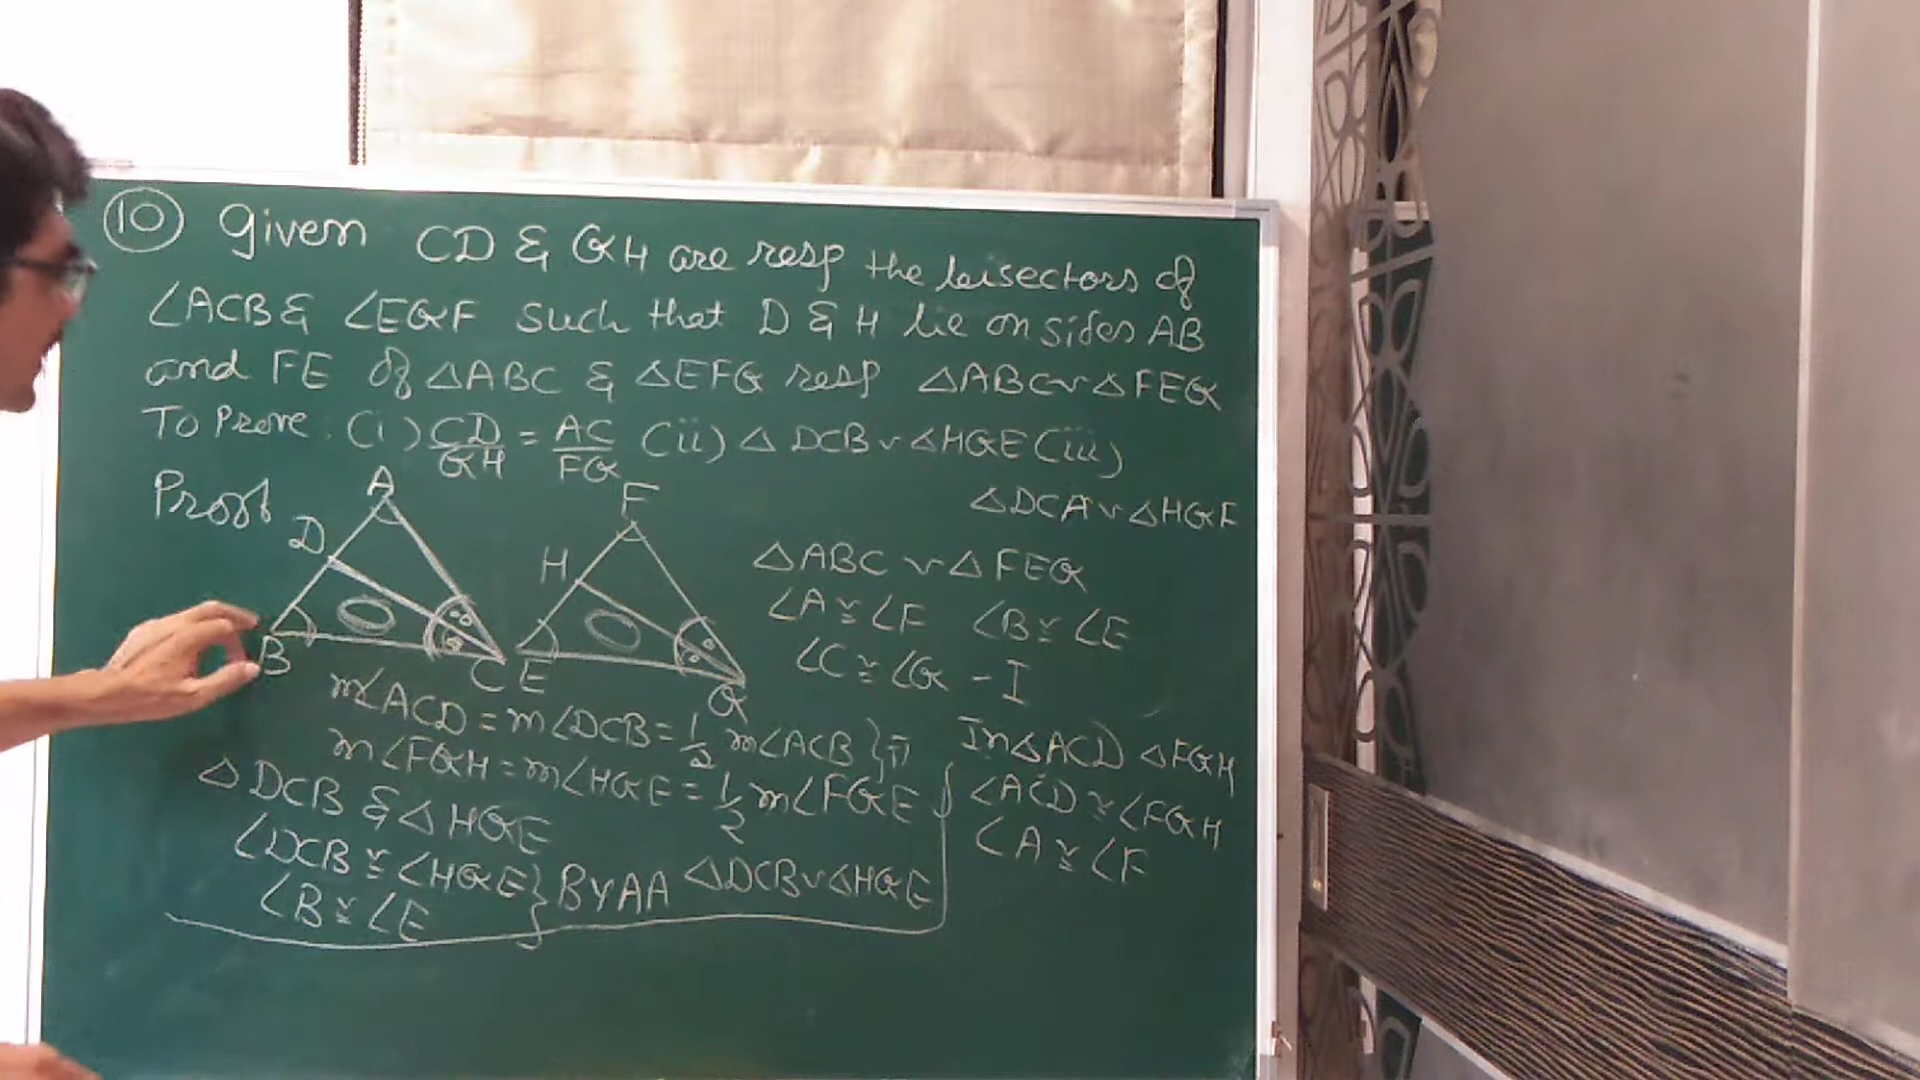 (10) Given CD & GH are resp the bisectors of
∠ACB & ∠EGF such that D & H lie on sides AB
and FE of △ABC & △EFG resp △ABC ~ △FEG
To Prove: (i) CD/GH = AC/FG (ii) △DCB ~ △HGE (iii)
△DCA ~ △HGF
Proof
A
D
B
C
F
H
E
G
△ABC ~ △FEG
∠A ≅ ∠F ∠B ≅ ∠E
∠C ≅ ∠G - I
m∠ACD = m∠DCB = 1/2 m∠ACB } II
m∠FGH = m∠HGE = 1/2 m∠FGE
△DCB & △HGE
∠DCB ≅ ∠HGE } BY AA △DCB ~ △HGE
∠B ≅ ∠E
In △ACD △FGH
∠ACD ≅ ∠FGH
∠A ≅ ∠F